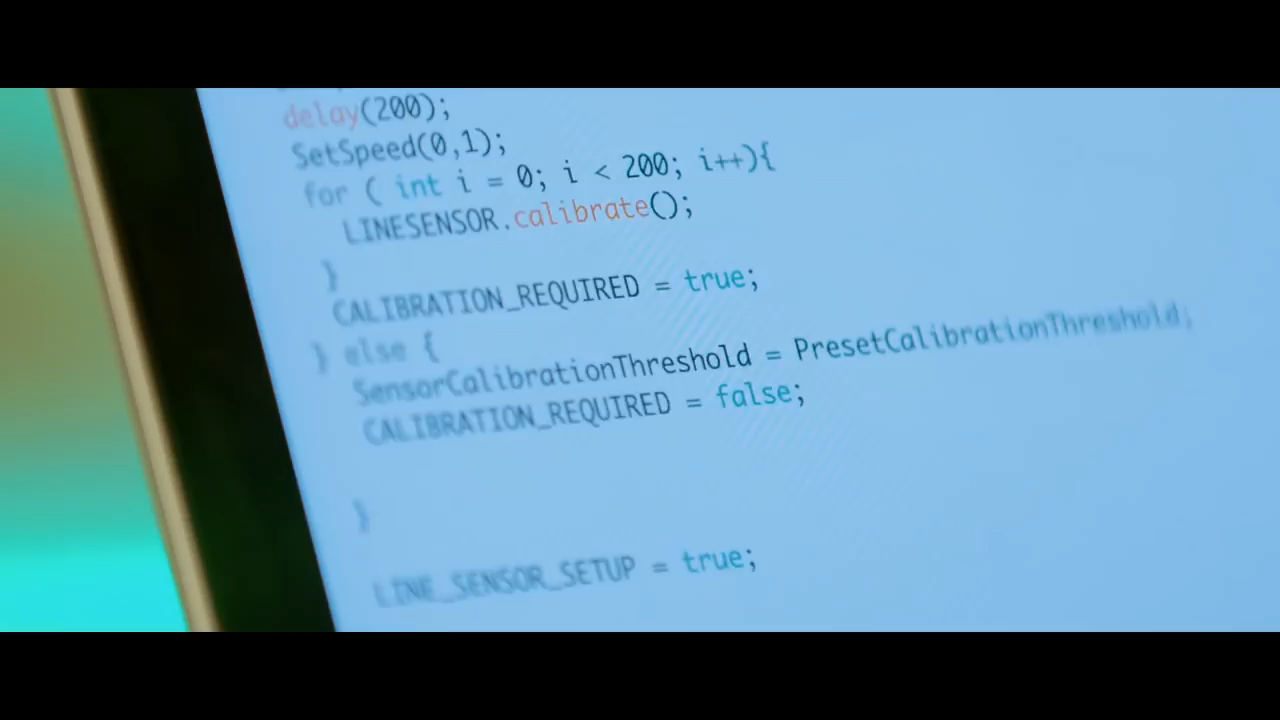 delay(200);
SetSpeed(0,1);
for ( int i = 0; i < 200; i++){
LINESENSOR.calibrate();
}
CALIBRATION_REQUIRED = true;
} else {
SensorCalibrationThreshold = PresetCalibrationThreshold;
CALIBRATION_REQUIRED = false;
}
LINE_SENSOR_SETUP = true;